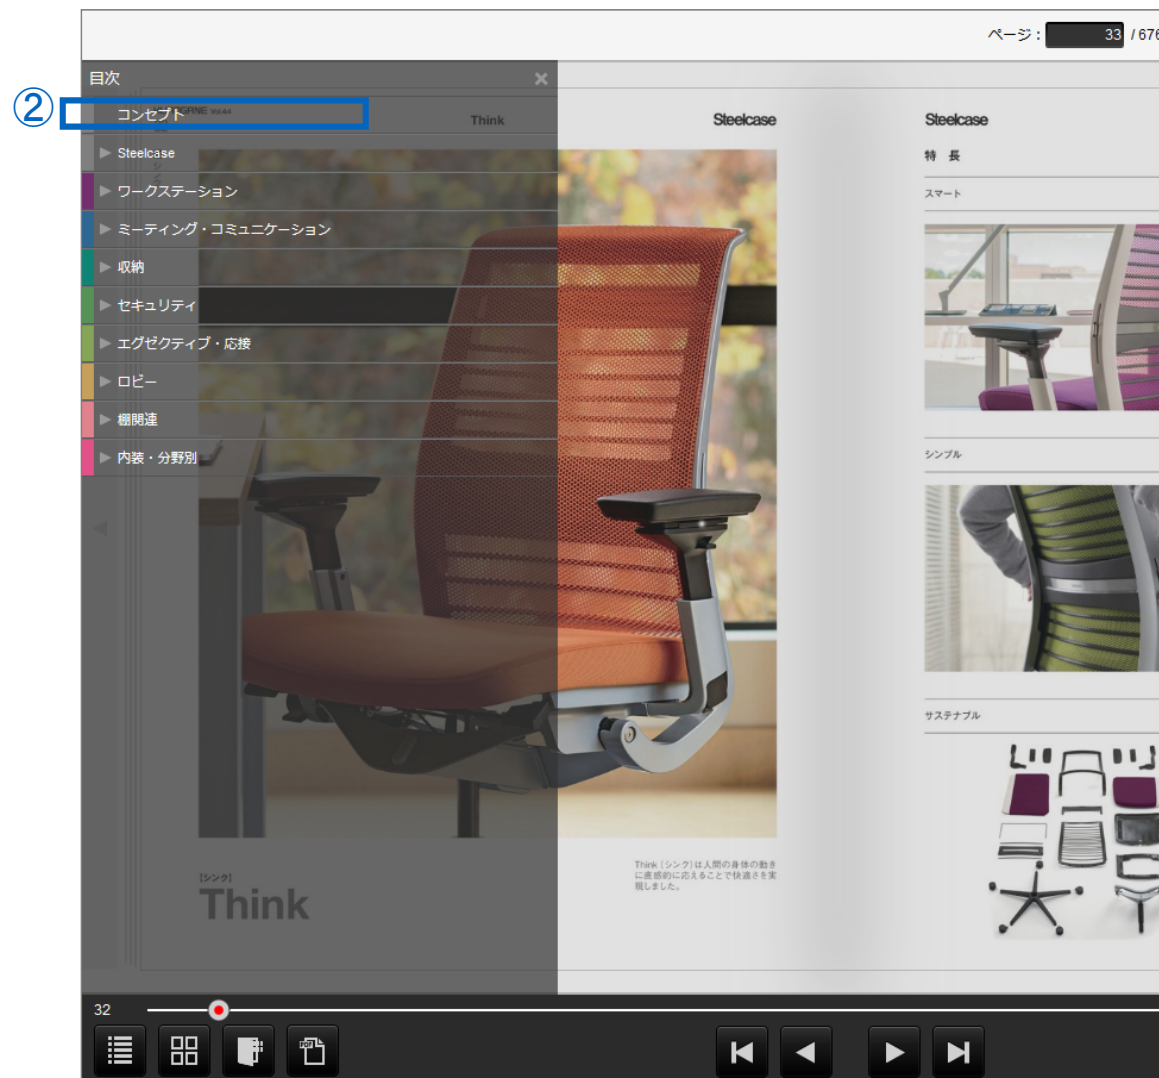 ページ： 33 / 676
目次 ×
②
コンセプト
Think
Steelcase
Steelcase
ワークステーション
ミーティング・コミュニケーション
収納
セキュリティ
エグゼクティブ・応接
ロビー
棚関連
内装・分野別
Steelcase
特 長
スマート
シンプル
サステナブル
Think［シンク］は人間の身体の動き
に直感的に応えることで快適さを実
現しました。
［シンク］
Think
32
PDF